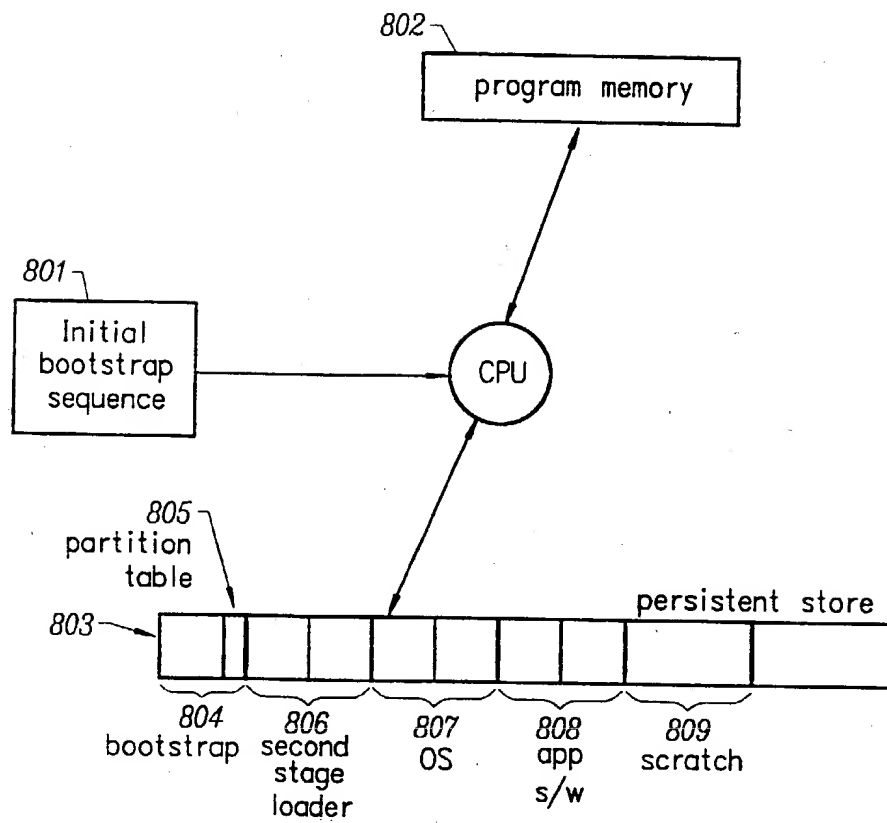 802
program memory
801
Initial
bootstrap
sequence
CPU
805
partition
table
persistent store
803
804
bootstrap
806
second
stage
loader
807
OS
808
app
s/w
809
scratch